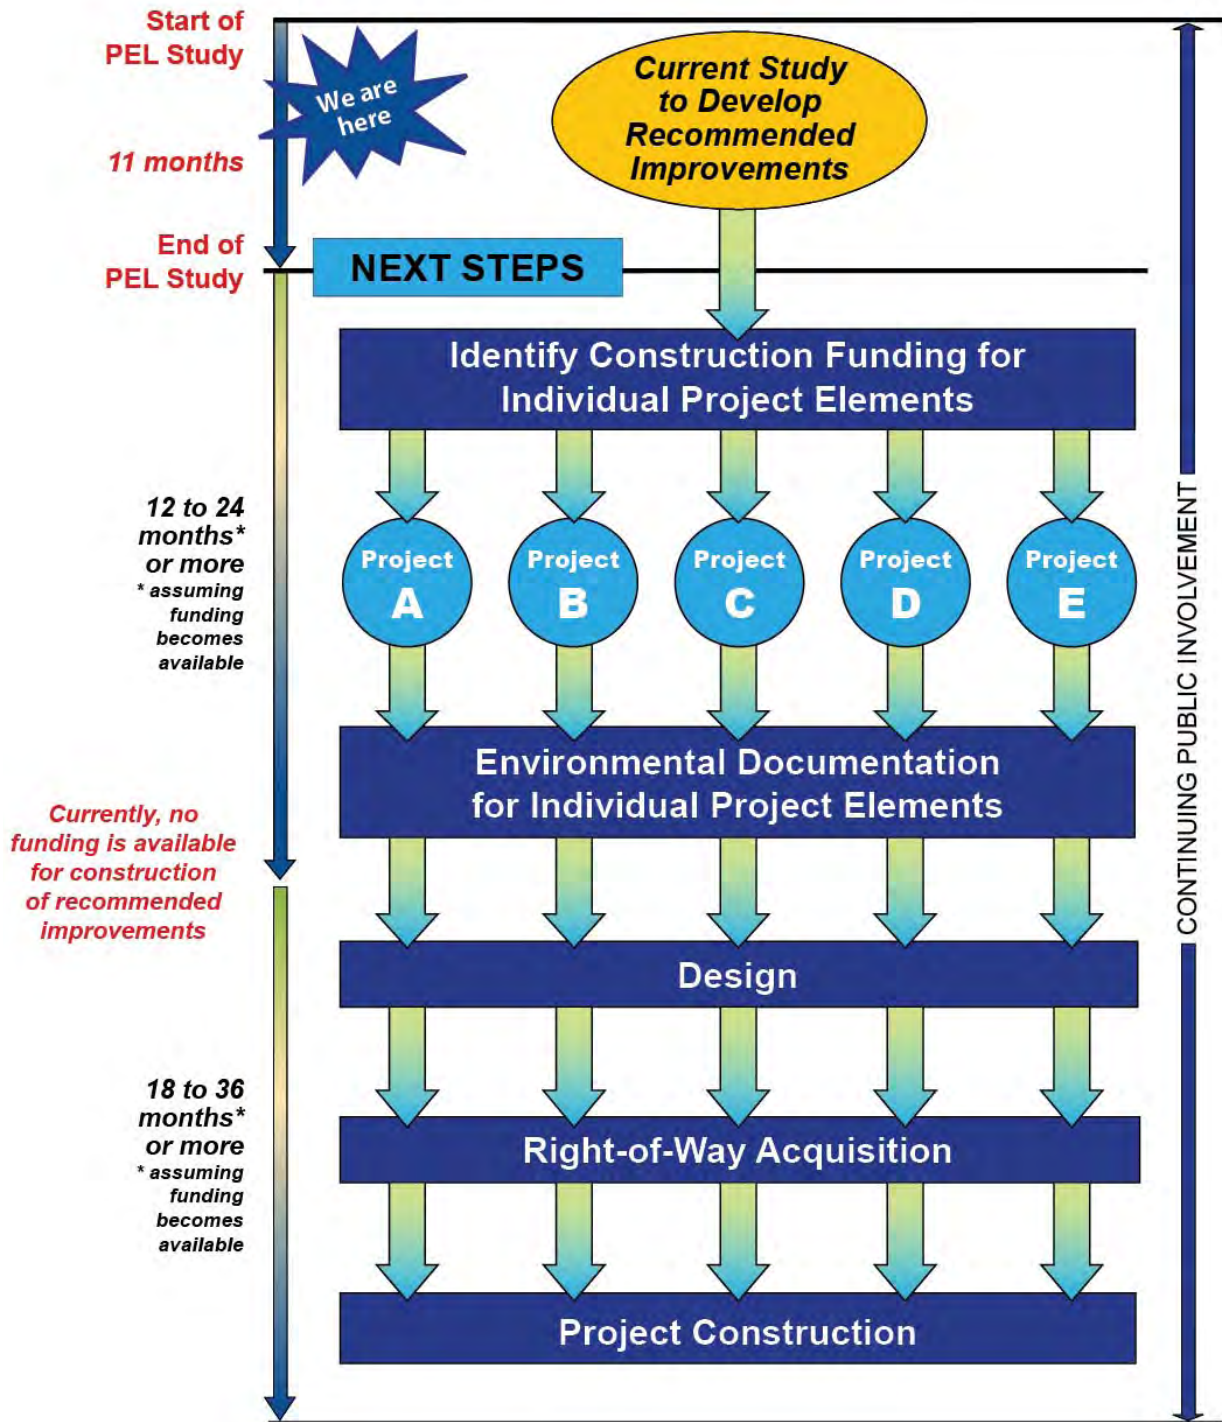 Start of
PEL Study
We are
here
11 months
Current Study
to Develop
Recommended
Improvements
End of
PEL Study
NEXT STEPS
Identify Construction Funding for
Individual Project Elements
12 to 24
months*
or more
* assuming
funding
becomes
available
Project
A
Project
B
Project
C
Project
D
Project
E
Environmental Documentation
for Individual Project Elements
Currently, no
funding is available
for construction
of recommended
improvements
Design
18 to 36
months*
or more
* assuming
funding
becomes
available
Right-of-Way Acquisition
Project Construction
CONTINUING PUBLIC INVOLVEMENT